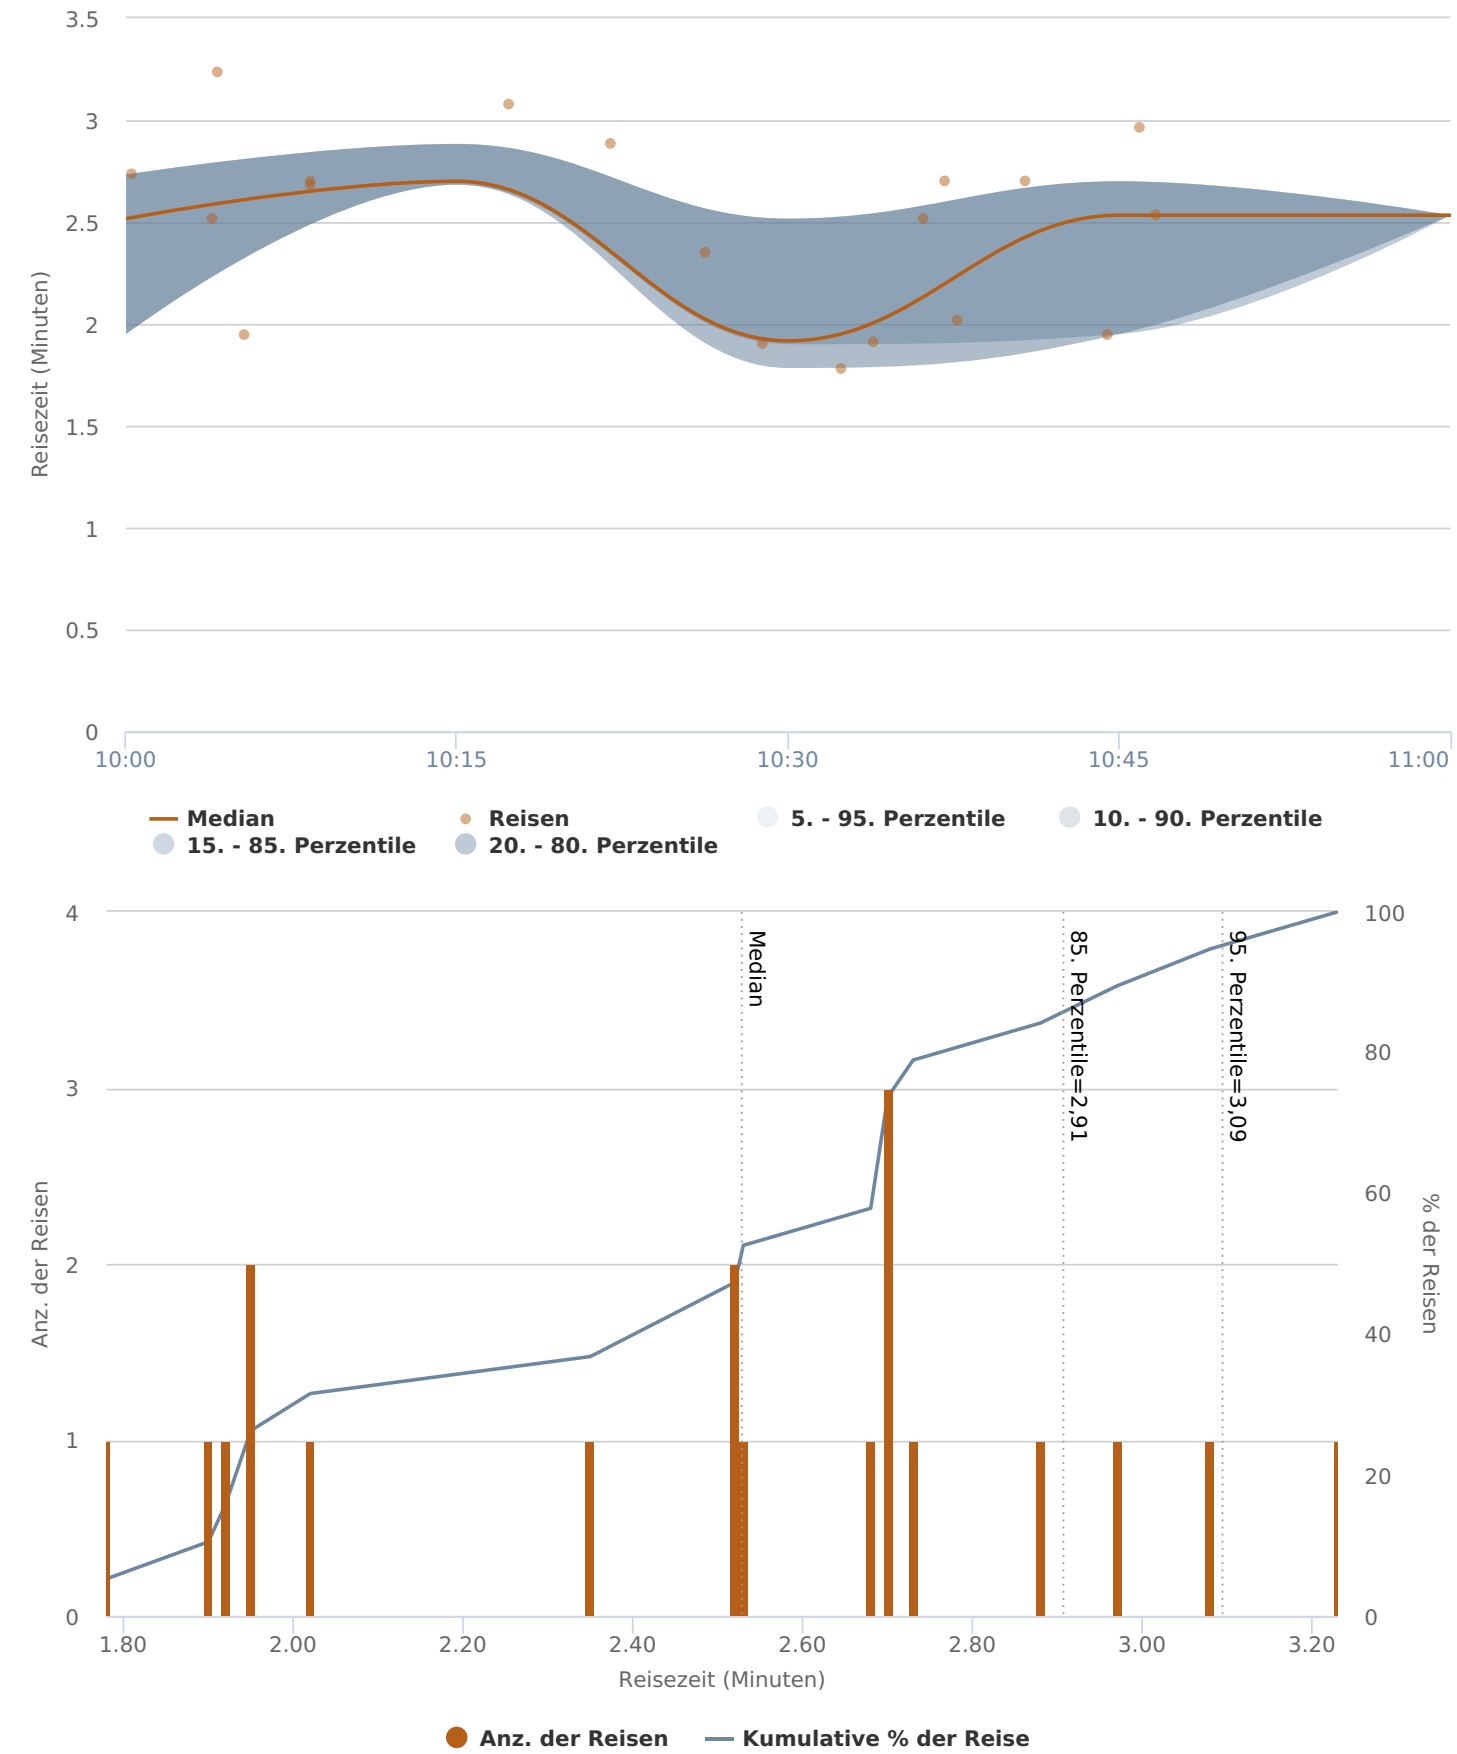 3.5
3
2.5
2
1.5
1
0.5
0
Reisezeit (Minuten)
10:00 10:15 10:30 10:45 11:00
Median Reisen 5. - 95. Perzentile 10. - 90. Perzentile
15. - 85. Perzentile 20. - 80. Perzentile
4
3
2
1
0
Anz. der Reisen
Median
85. Perzentile=2,91
95. Perzentile=3,09
100
80
60
40
20
0
% der Reisen
1.80 2.00 2.20 2.40 2.60 2.80 3.00 3.20
Reisezeit (Minuten)
Anz. der Reisen Kumulative % der Reise